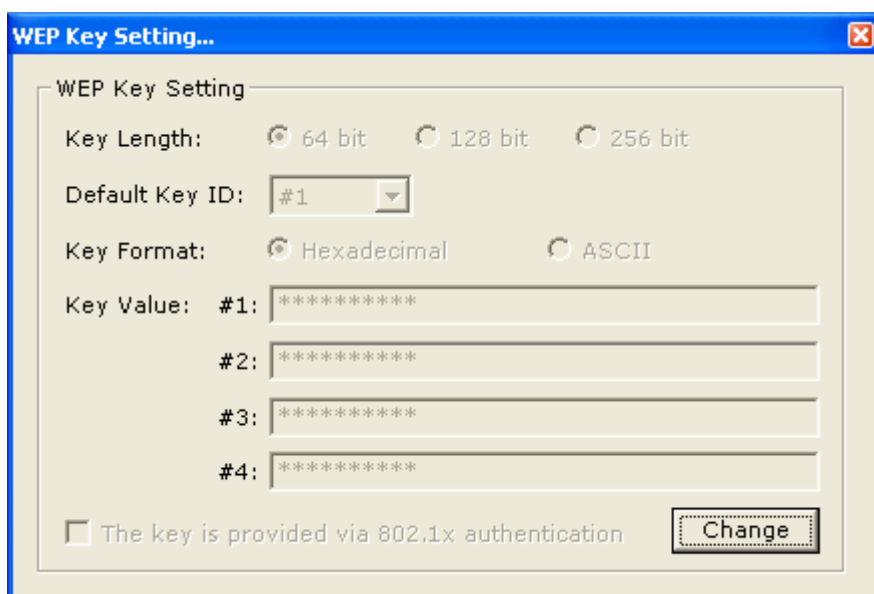 WEP Key Setting...
WEP Key Setting
Key Length: 64 bit 128 bit 256 bit
Default Key ID: #1
Key Format: Hexadecimal ASCII
Key Value: #1: **********
#2: **********
#3: **********
#4: **********
The key is provided via 802.1x authentication Change